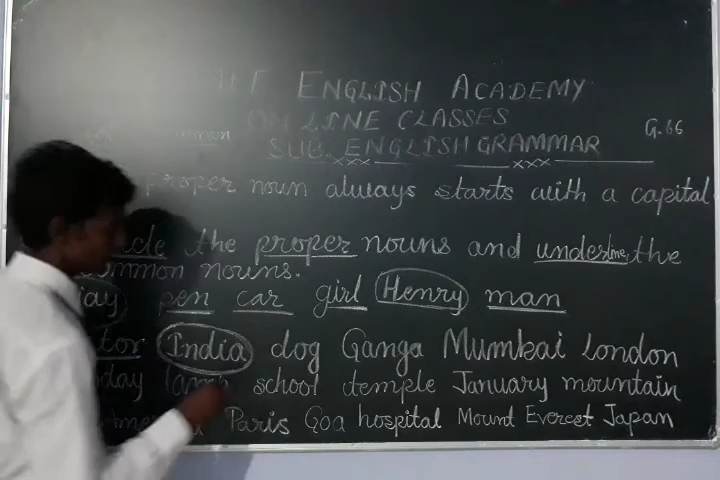 ENGLISH ACADEMY
LINE CLASSES
G.66
SUB. ENGLISH GRAMMAR
proper noun always starts with a capital
the proper nouns and underline the
common nouns.
pen car girl Henry man
India dog Ganga Mumbai London
school temple January mountain
Paris Goa hospital Mount Everest Japan